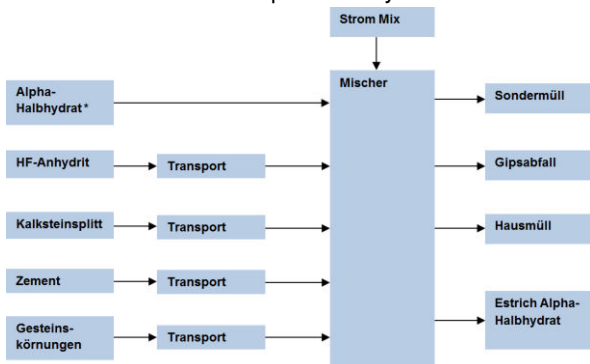 Strom Mix
Alpha-
Halbhydrat *
Mischer
Sondermüll
HF-Anhydrit
Transport
Gipsabfall
Kalksteinsplitt
Transport
Hausmüll
Zement
Transport
Estrich Alpha-
Halbhydrat
Gesteins-
körnungen
Transport